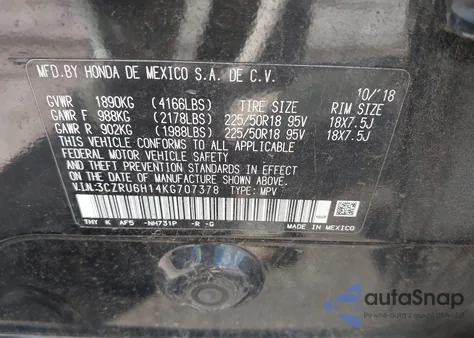 MFD.BY HONDA DE MEXICO S.A. DE C.V.
10/'18
GVWR 1890KG (4166LBS) TIRE SIZE RIM SIZE
GAWR F 988KG (2178LBS) 225/50R18 95V 18X7.5J
GAWR R 902KG (1988LBS) 225/50R18 95V 18X7.5J
THIS VEHICLE CONFORMS TO ALL APPLICABLE
FEDERAL MOTOR VEHICLE SAFETY AND THEFT
PREVENTION STANDARDS IN EFFECT ON THE
DATE OF MANUFACTURE SHOWN ABOVE.
V.I.N:3CZRU6H14KG707378 TYPE: MPV
THY K AF5 -NH731P -R -G
MADE IN MEXICO
autoSnap